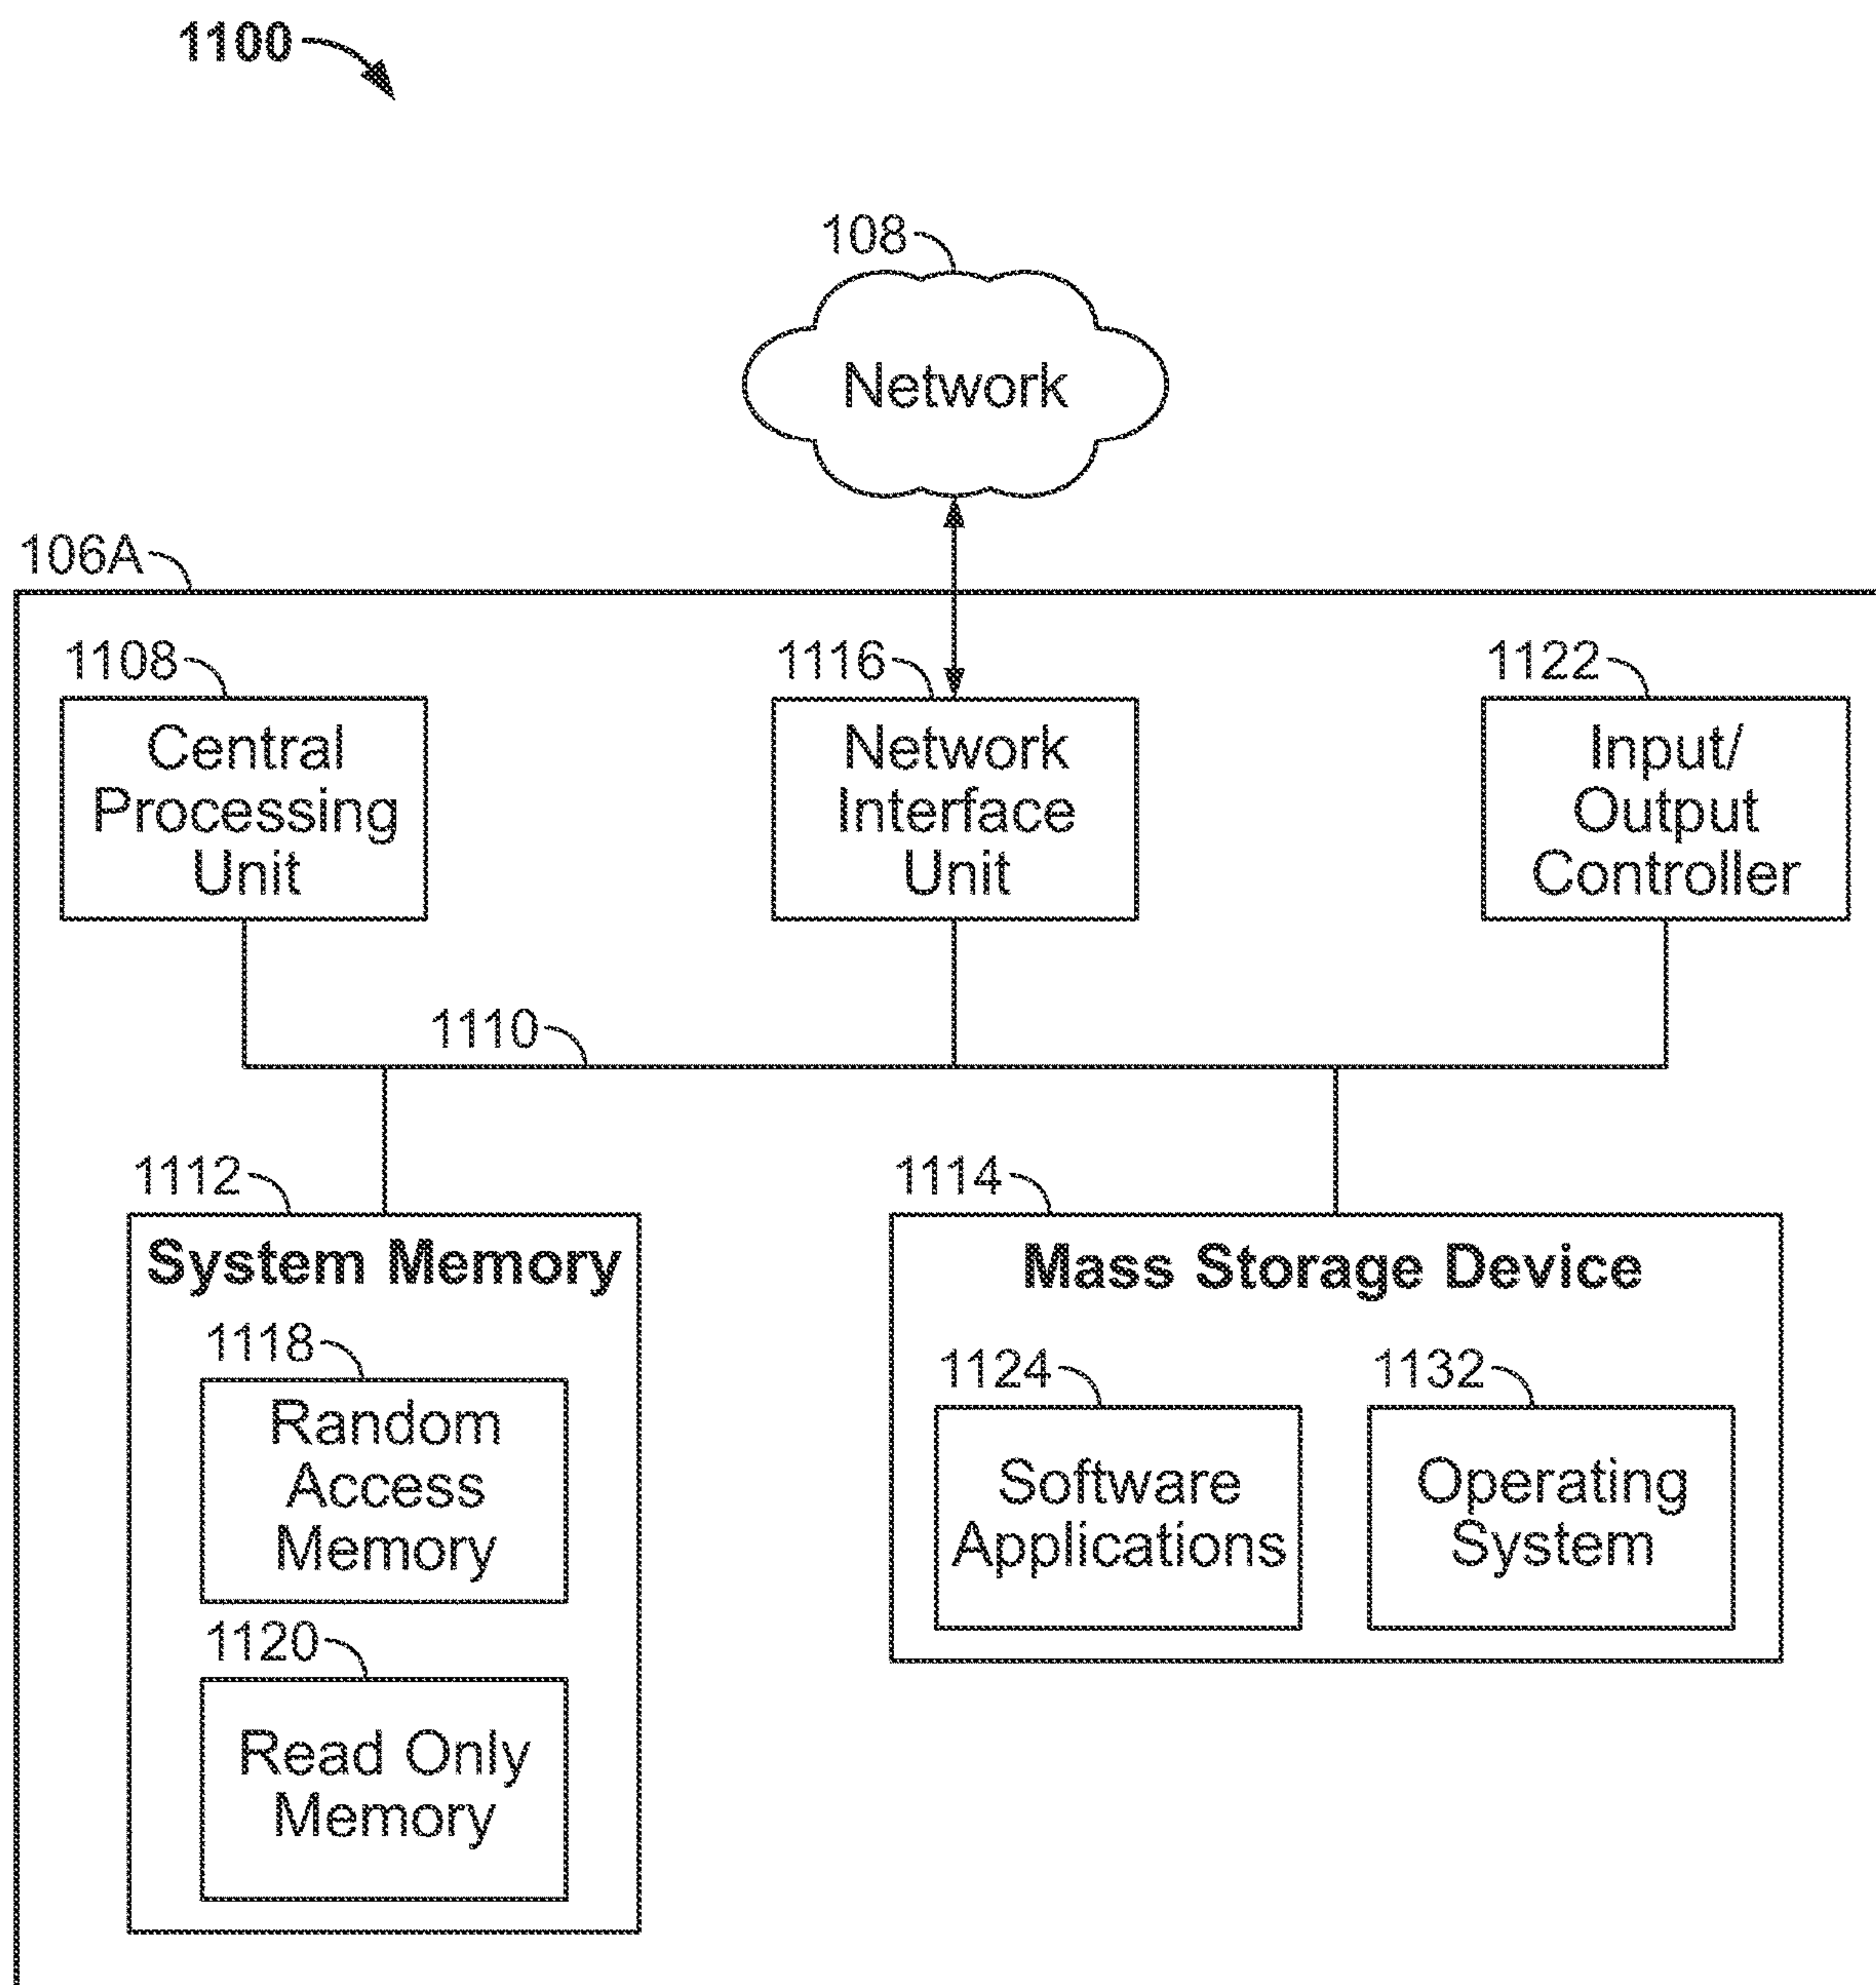 1100
108
Network
106A
1108
Central
Processing
Unit
1116
Network
Interface
Unit
1122
Input/
Output
Controller
1110
1112
System Memory
1118
Random
Access
Memory
1120
Read Only
Memory
1114
Mass Storage Device
1124
Software
Applications
1132
Operating
System